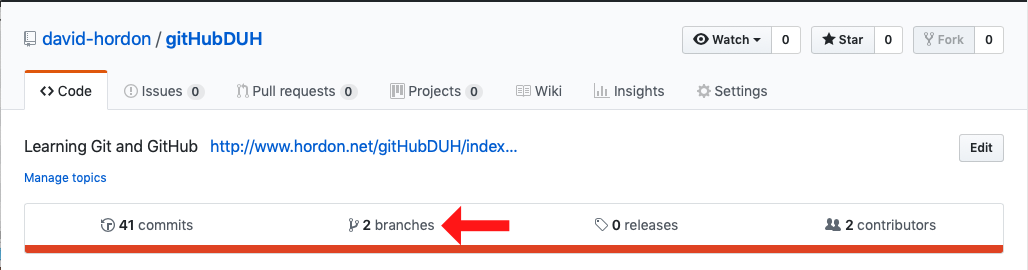 david-hordon / gitHubDUH
Watch 0 Star 0 Fork 0
<> Code Issues 0 Pull requests 0 Projects 0 Wiki Insights Settings
Learning Git and GitHub http://www.hordon.net/gitHubDUH/index...
Edit
Manage topics
41 commits 2 branches 0 releases 2 contributors